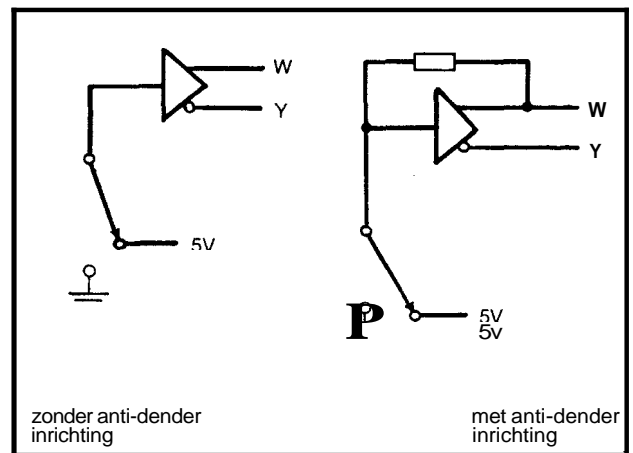 W
Y
5V
zonder anti-dender
inrichting
W
Y
P
5V
5v
met anti-dender
inrichting